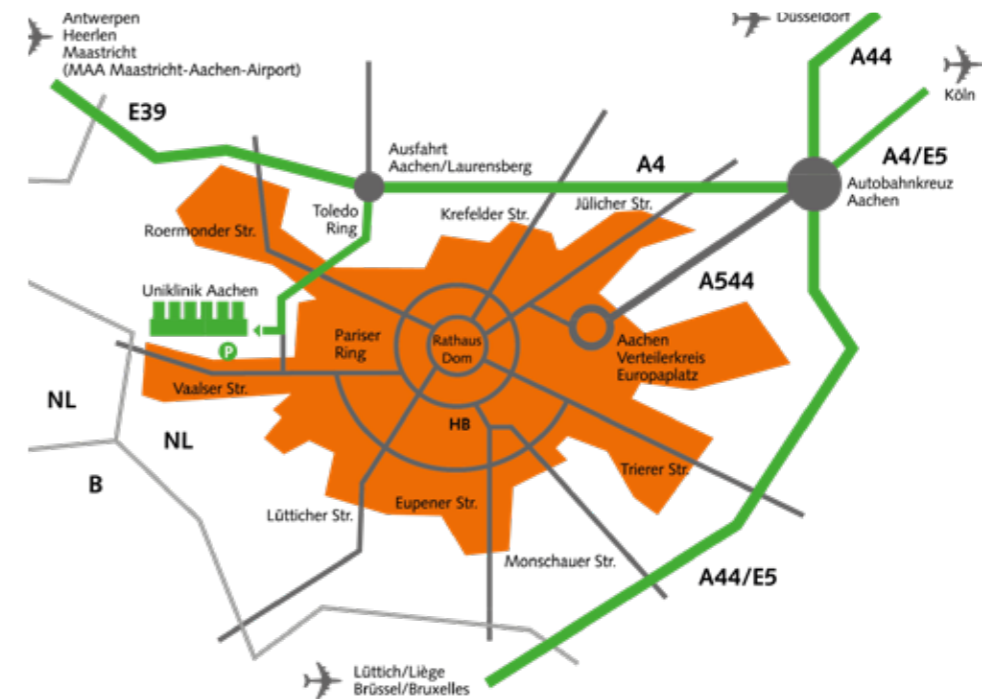 Antwerpen
Heerlen
Maastricht
(MAA Maastricht-Aachen-Airport)
E39
Düsseldorf
A44
Köln
A4/E5
Ausfahrt
Aachen/Laurensberg
A4
Autobahnkreuz
Aachen
Toledo
Ring
Krefelder Str.
Jülicher Str.
Roermonder Str.
A544
Uniklinik Aachen
P
Pariser
Ring
Rathaus
Dom
Aachen
Verteilerkreis
Europaplatz
Vaalser Str.
NL
NL
B
HB
Trierer Str.
Eupener Str.
Lütticher Str.
Monschauer Str.
A44/E5
Lüttich/Liège
Brüssel/Bruxelles